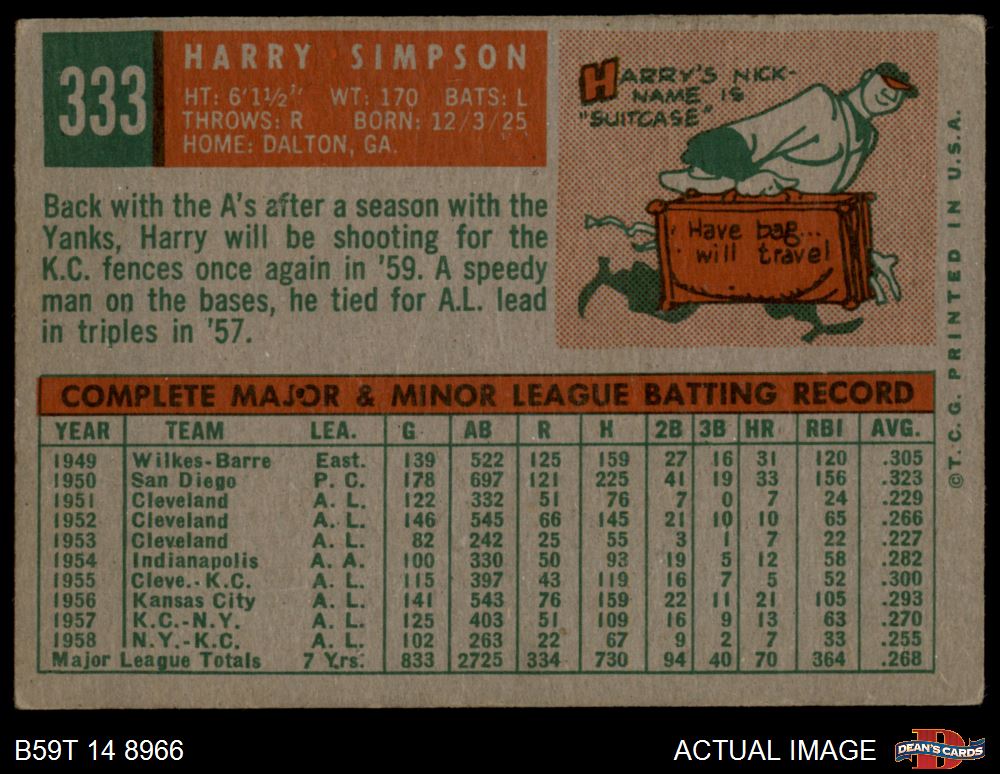 333
HARRY SIMPSON
HT: 6'1½" WT: 170 BATS: L
THROWS: R BORN: 12/3/25
HOME: DALTON, GA.
HARRY'S NICK-
NAME IS
"SUITCASE"
Have bag...
will travel
Back with the A's after a season with the
Yanks, Harry will be shooting for the
K.C. fences once again in '59. A speedy
man on the bases, he tied for A.L. lead
in triples in '57.
COMPLETE MAJOR & MINOR LEAGUE BATTING RECORD
YEAR TEAM LEA. G AB R H 2B 3B HR RBI AVG.
1949 Wilkes-Barre East. 139 522 125 159 27 16 31 120 .305
1950 San Diego P. C. 178 697 121 225 41 19 33 156 .323
1951 Cleveland A. L. 122 332 51 76 7 0 7 24 .229
1952 Cleveland A. L. 146 545 66 145 21 10 10 65 .266
1953 Cleveland A. L. 82 242 25 55 3 1 7 22 .227
1954 Indianapolis A. A. 100 330 50 93 19 5 12 58 .282
1955 Cleve.-K.C. A. L. 115 397 43 119 16 7 5 52 .300
1956 Kansas City A. L. 141 543 76 159 22 11 21 105 .293
1957 K.C.-N.Y. A. L. 125 403 51 109 16 9 13 63 .270
1958 N.Y.-K.C. A. L. 102 263 22 67 9 2 7 33 .255
Major League Totals 7 Yrs. 833 2725 334 730 94 40 70 364 .268
©T.C.G. PRINTED IN U.S.A.
B59T 14 8966
ACTUAL IMAGE
DEAN'S CARDS